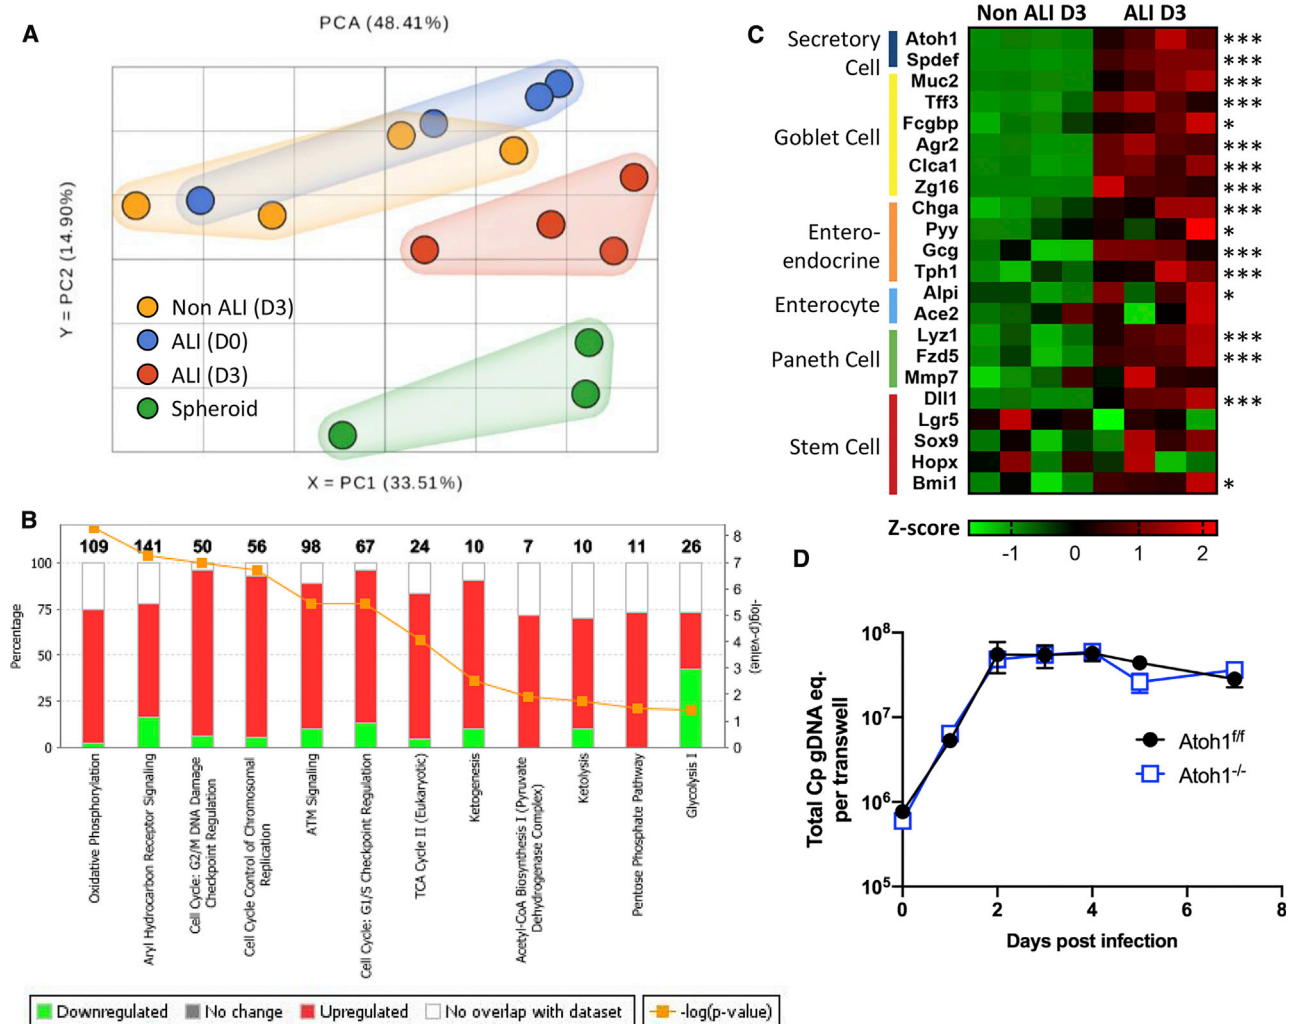 A
PCA (48.41%)
Y = PC2 (14.90%)
Non ALI (D3)
ALI (D0)
ALI (D3)
Spheroid
X = PC1 (33.51%)
B
109 141 50 56 98 67 24 10 7 10 11 26
Percentage
100
75
50
25
0
8
7
6
5
4
3
2
1
0
-log(p-value)
Oxidative Phosphorylation
Aryl Hydrocarbon Receptor Signaling
Cell Cycle: G2/M DNA Damage
Checkpoint Regulation
Cell Cycle Control of Chromosomal
Replication
ATM Signaling
Cell Cycle: G1/S Checkpoint Regulation
TCA Cycle II (Eukaryotic)
Ketogenesis
Acetyl-CoA Biosynthesis I (Pyruvate
Dehydrogenase Complex)
Ketolysis
Pentose Phosphate Pathway
Glycolysis I
Downregulated No change Upregulated No overlap with dataset -log(p-value)
C
Non ALI D3 ALI D3
Secretory
Cell
Goblet Cell
Entero-
endocrine
Enterocyte
Paneth Cell
Stem Cell
Atoh1 ***
Spdef ***
Muc2 ***
Tff3 ***
Fcgbp *
Agr2 ***
Clca1 ***
Zg16 ***
Chga ***
Pyy *
Gcg ***
Tph1 ***
Alpi *
Ace2
Lyz1 ***
Fzd5 ***
Mmp7
Dll1 ***
Lgr5
Sox9
Hopx
Bmi1 *
Z-score
-1 0 1 2
D
Total Cp gDNA eq.
per transwell
10⁸
10⁷
10⁶
10⁵
Atoh1f/f
Atoh1-/-
0 2 4 6 8
Days post infection